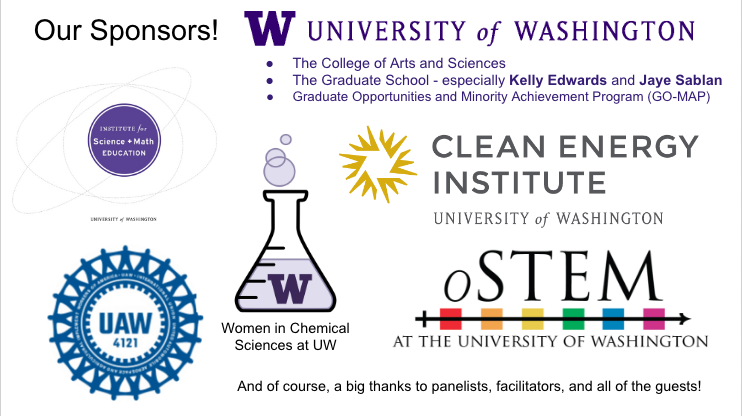 Our Sponsors!
W UNIVERSITY of WASHINGTON
● The College of Arts and Sciences
● The Graduate School - especially Kelly Edwards and Jaye Sablan
● Graduate Opportunities and Minority Achievement Program (GO-MAP)
INSTITUTE for
Science + Math
EDUCATION
UNIVERSITY of WASHINGTON
CLEAN ENERGY
INSTITUTE
UNIVERSITY of WASHINGTON
UAW
4121
W
Women in Chemical
Sciences at UW
oSTEM
AT THE UNIVERSITY OF WASHINGTON
And of course, a big thanks to panelists, facilitators, and all of the guests!